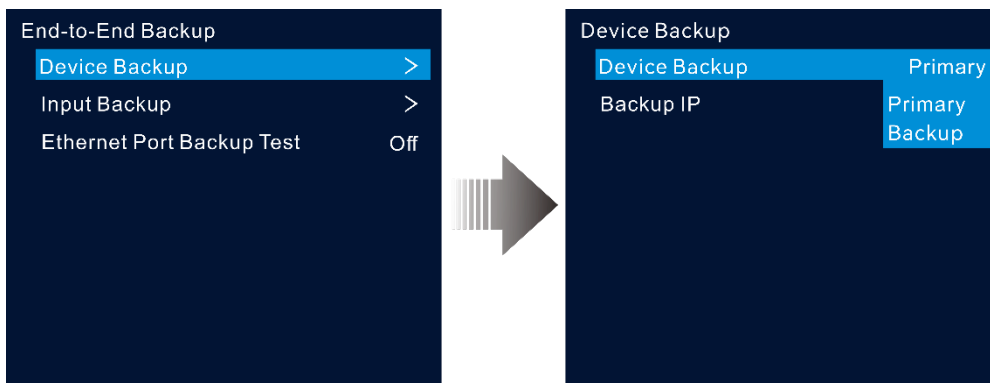 End-to-End Backup
Device Backup >
Input Backup >
Ethernet Port Backup Test Off
Device Backup
Device Backup Primary
Backup IP
Primary
Backup